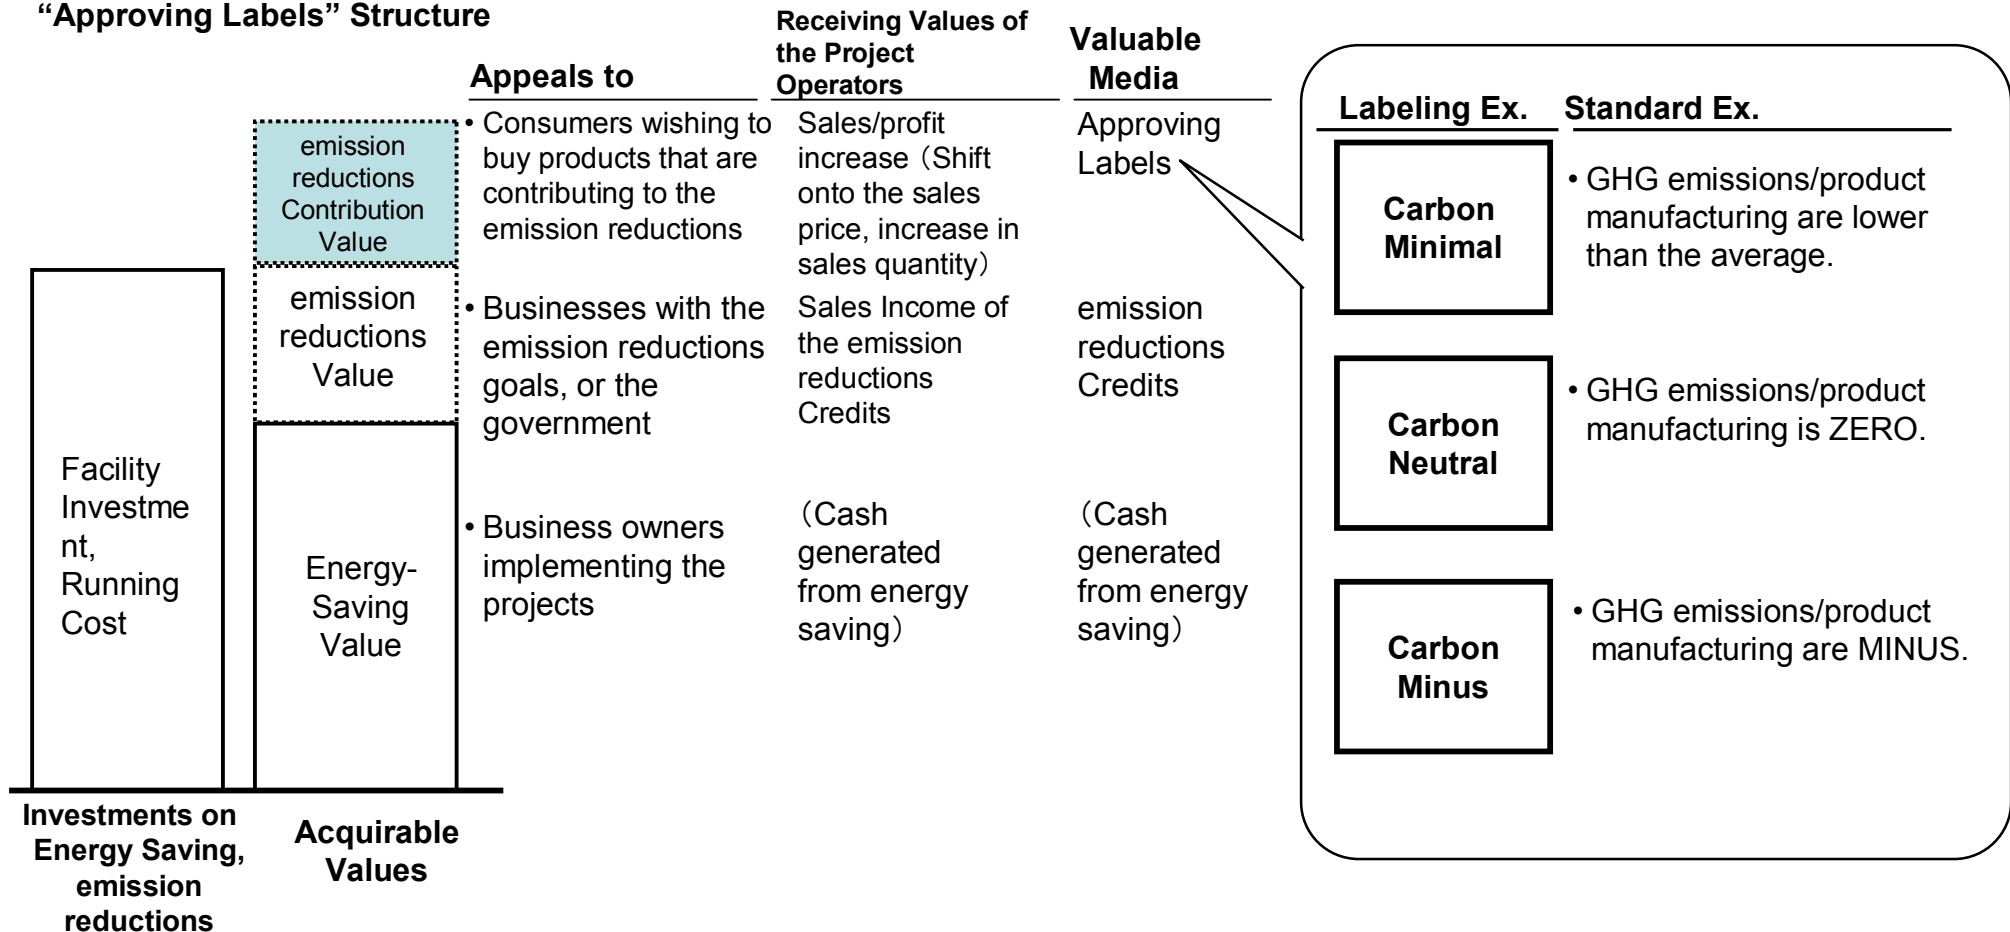 “Approving Labels” Structure
Appeals to
Receiving Values of
the Project
Operators
Valuable
Media
emission
reductions
Contribution
Value
• Consumers wishing to
buy products that are
contributing to the
emission reductions
Sales/profit
increase（Shift
onto the sales
price, increase in
sales quantity）
Approving
Labels
emission
reductions
Value
• Businesses with the
emission reductions
goals, or the
government
Sales Income of
the emission
reductions
Credits
emission
reductions
Credits
Facility
Investme
nt,
Running
Cost
Energy-
Saving
Value
• Business owners
implementing the
projects
（Cash
generated
from energy
saving）
（Cash
generated
from energy
saving）
Investments on
Energy Saving,
emission
reductions
Acquirable
Values
Labeling Ex.
Standard Ex.
Carbon
Minimal
• GHG emissions/product
manufacturing are lower
than the average.
Carbon
Neutral
• GHG emissions/product
manufacturing is ZERO.
Carbon
Minus
• GHG emissions/product
manufacturing are MINUS.